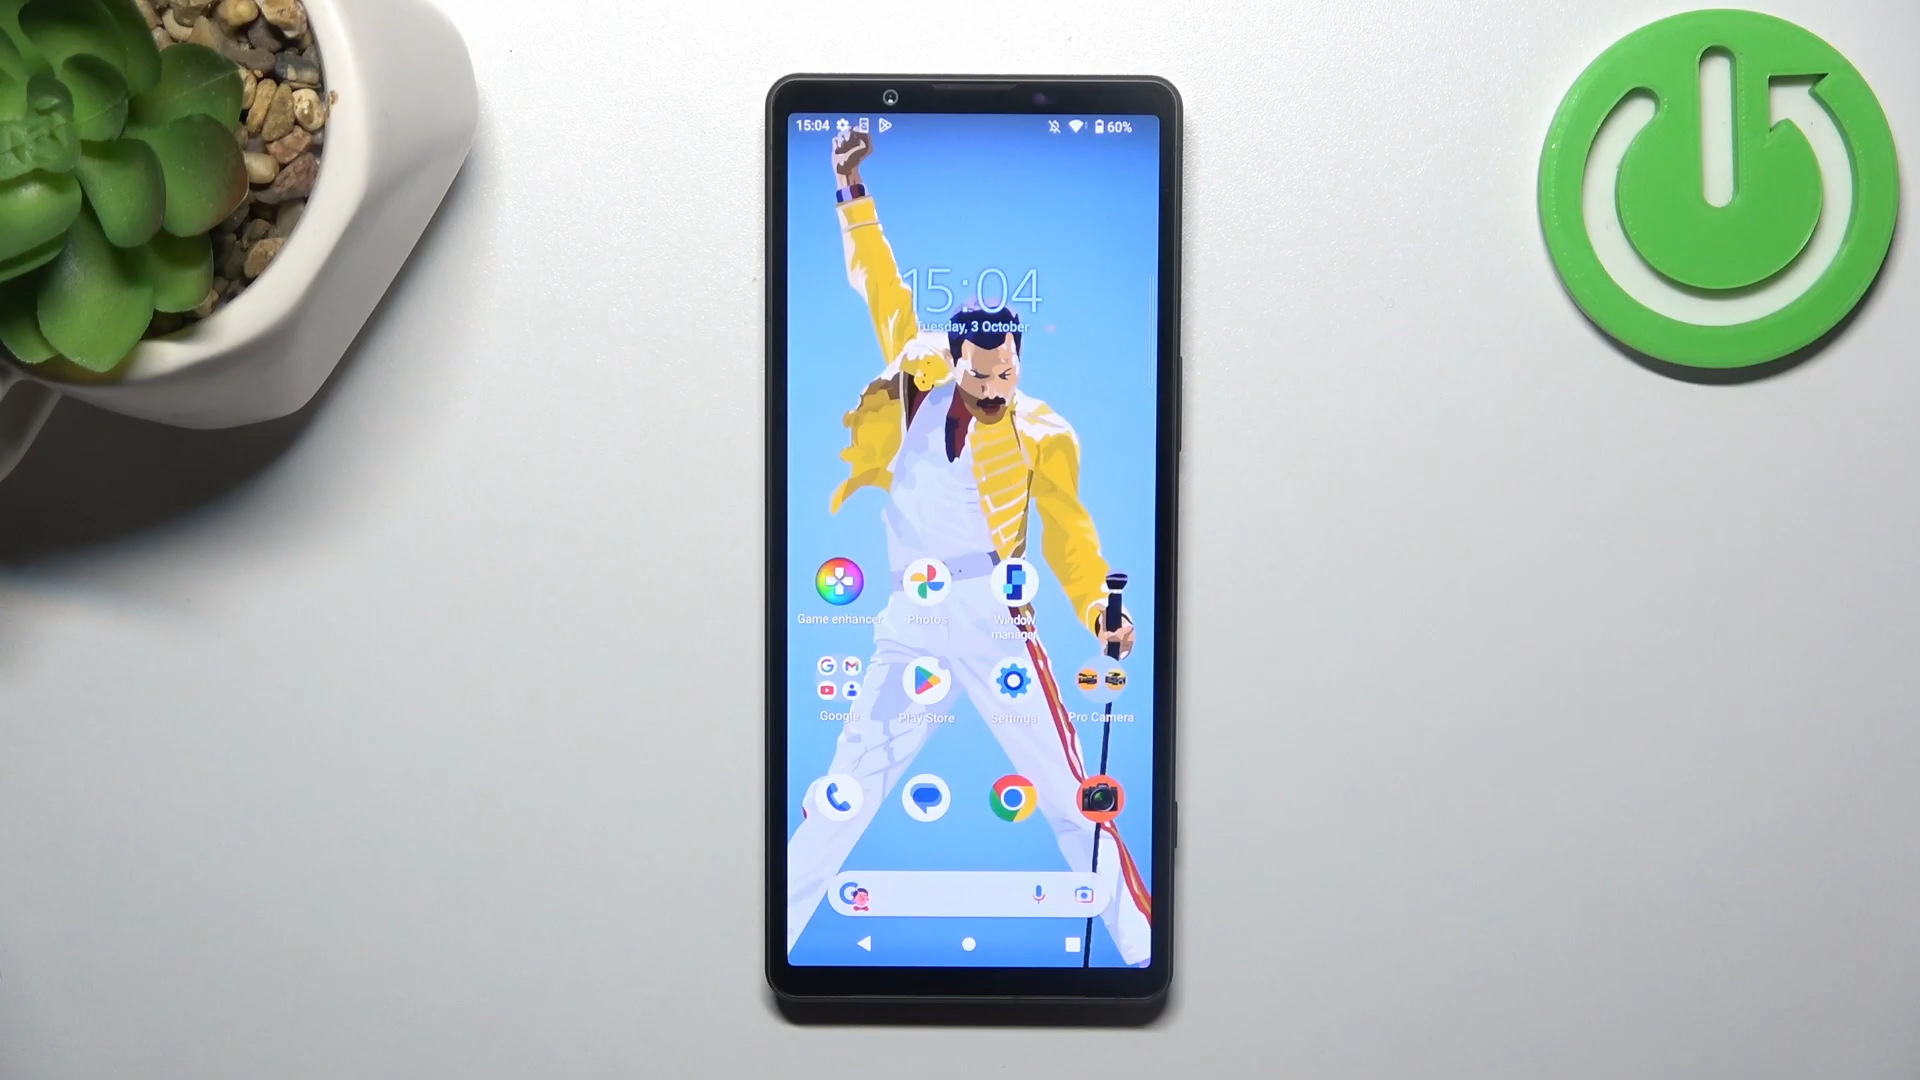 15:04
60%
15:04
Tuesday, 3 October
Game enhancer
Photos
Window
manager
Google
Play Store
Settings
Pro Camera